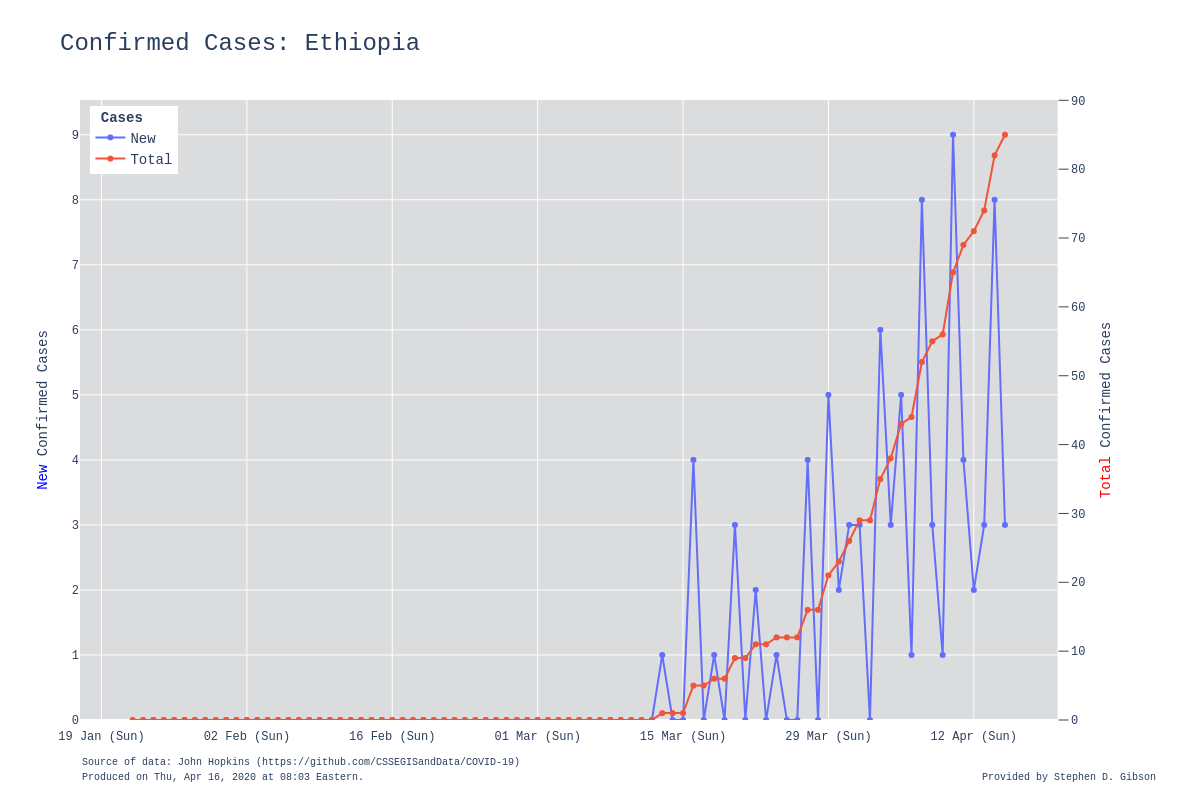 Confirmed Cases: Ethiopia
Cases
New
Total
9
8
7
6
5
4
3
2
1
0
New Confirmed Cases
90
80
70
60
50
40
30
20
10
0
Total Confirmed Cases
19 Jan (Sun)
02 Feb (Sun)
16 Feb (Sun)
01 Mar (Sun)
15 Mar (Sun)
29 Mar (Sun)
12 Apr (Sun)
Source of data: John Hopkins (https://github.com/CSSEGISandData/COVID-19)
Produced on Thu, Apr 16, 2020 at 08:03 Eastern.
Provided by Stephen D. Gibson